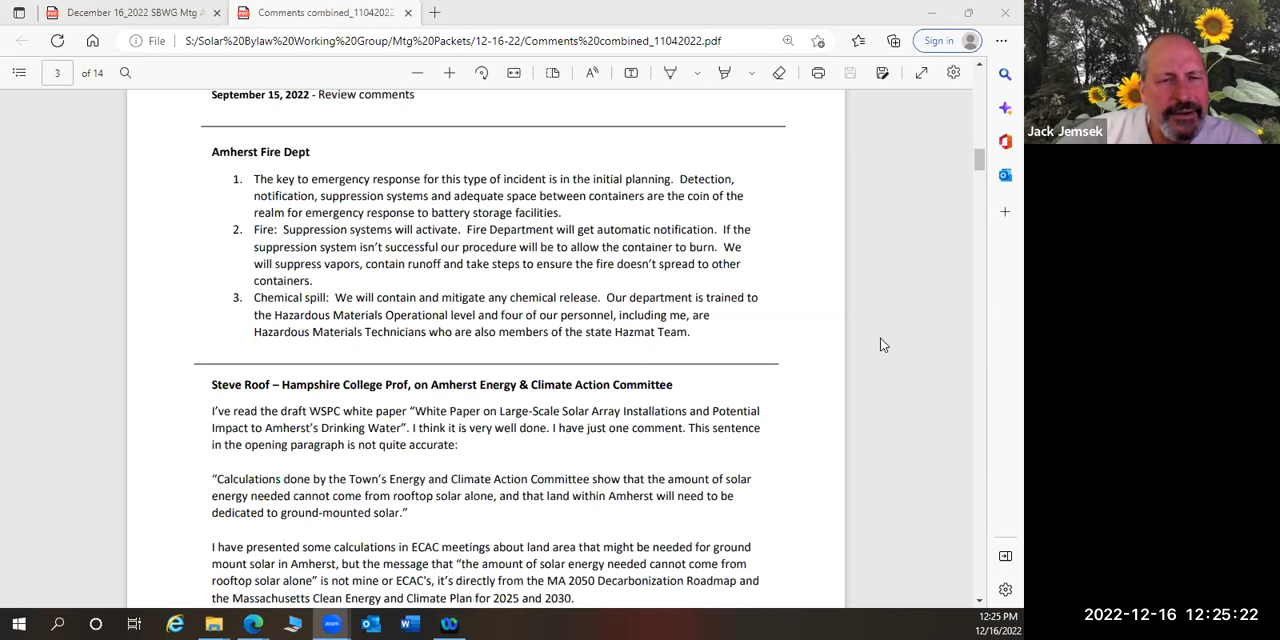 December 16_2022 SBWG Mtg A
Comments combined_11042022.p
File
S:/Solar%20Bylaw%20Working%20Group/Mtg%20Packets/12-16-22/Comments%20combined_11042022.pdf
Sign in
3 of 14
September 15, 2022 - Review comments
Amherst Fire Dept
1. The key to emergency response for this type of incident is in the initial planning. Detection,
notification, suppression systems and adequate space between containers are the coin of the
realm for emergency response to battery storage facilities.
2. Fire: Suppression systems will activate. Fire Department will get automatic notification. If the
suppression system isn't successful our procedure will be to allow the container to burn. We
will suppress vapors, contain runoff and take steps to ensure the fire doesn't spread to other
containers.
3. Chemical spill: We will contain and mitigate any chemical release. Our department is trained to
the Hazardous Materials Operational level and four of our personnel, including me, are
Hazardous Materials Technicians who are also members of the state Hazmat Team.
Steve Roof – Hampshire College Prof, on Amherst Energy & Climate Action Committee
I've read the draft WSPC white paper "White Paper on Large-Scale Solar Array Installations and Potential
Impact to Amherst's Drinking Water". I think it is very well done. I have just one comment. This sentence
in the opening paragraph is not quite accurate:
"Calculations done by the Town's Energy and Climate Action Committee show that the amount of solar
energy needed cannot come from rooftop solar alone, and that land within Amherst will need to be
dedicated to ground-mounted solar."
I have presented some calculations in ECAC meetings about land area that might be needed for ground
mount solar in Amherst, but the message that "the amount of solar energy needed cannot come from
rooftop solar alone" is not mine or ECAC's, it's directly from the MA 2050 Decarbonization Roadmap and
the Massachusetts Clean Energy and Climate Plan for 2025 and 2030.
Jack Jemsek
zoom
12:25 PM
12/16/2022
2022-12-16 12:25:22